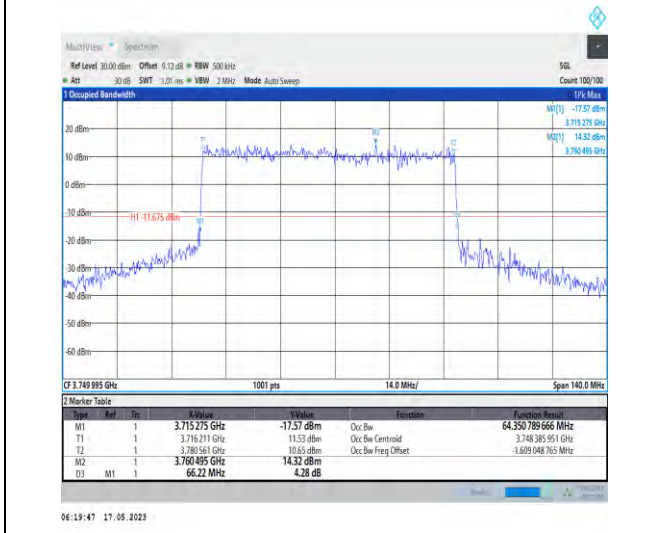 MultiView Spectrum
Ref Level 30.00 dBm Offset 9.12 dB RBW 500 kHz SGL
Att 30 dB SWT 1.01 ms VBW 2 MHz Mode Auto Sweep Count 100/100
1 Occupied Bandwidth 1Pk Max
M1[1] -17.57 dBm
3.715 275 GHz
M2[1] 14.32 dBm
3.760 495 GHz
20 dBm
T1
M2
T2
10 dBm
0 dBm
-10 dBm
H1 -11.675 dBm
M1
-20 dBm
-30 dBm
-40 dBm
-50 dBm
-60 dBm
CF 3.749 995 GHz 1001 pts 14.0 MHz/ Span 140.0 MHz
2 Marker Table
Type Ref Trc X-Value Y-Value Function Function Result
M1 1 3.715 275 GHz -17.57 dBm Occ Bw 64.350 789 666 MHz
T1 1 3.716 211 GHz 11.53 dBm Occ Bw Centroid 3.748 385 951 GHz
T2 1 3.780 561 GHz 10.65 dBm Occ Bw Freq Offset -1.609 048 765 MHz
M2 1 3.760 495 GHz 14.32 dBm
D3 M1 1 66.22 MHz 4.28 dB
06:19:47 17.05.2023